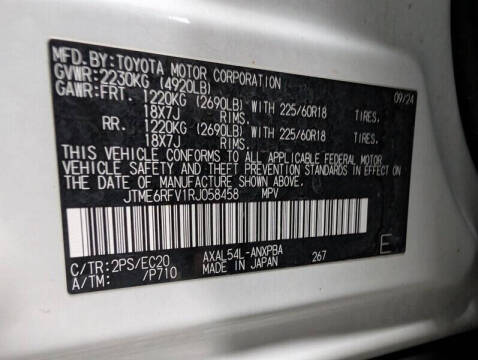 MFD.BY:TOYOTA MOTOR CORPORATION 09/24
GVWR:2230KG (4920LB)
GAWR:FRT. 1220KG (2690LB) WITH 225/60R18 TIRES,
18X7J RIMS.
RR. 1220KG (2690LB) WITH 225/60R18 TIRES,
18X7J RIMS.
THIS VEHICLE CONFORMS TO ALL APPLICABLE FEDERAL MOTOR
VEHICLE SAFETY AND THEFT PREVENTION STANDARDS IN EFFECT ON
THE DATE OF MANUFACTURE SHOWN ABOVE.
JTME6RFV1RJ058458 MPV
C/TR:2PS/EC20 AXAL54L-ANXPBA 267 E
A/TM: /P710 MADE IN JAPAN